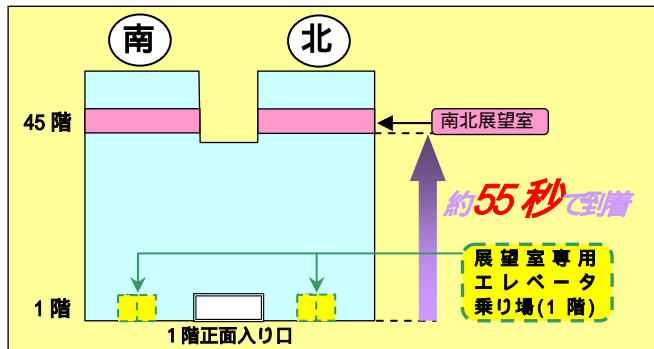 南
北
45階
南北展望室
約55秒で到着
展望室専用
エレベータ
乗り場(1階)
1階
1階正面入り口